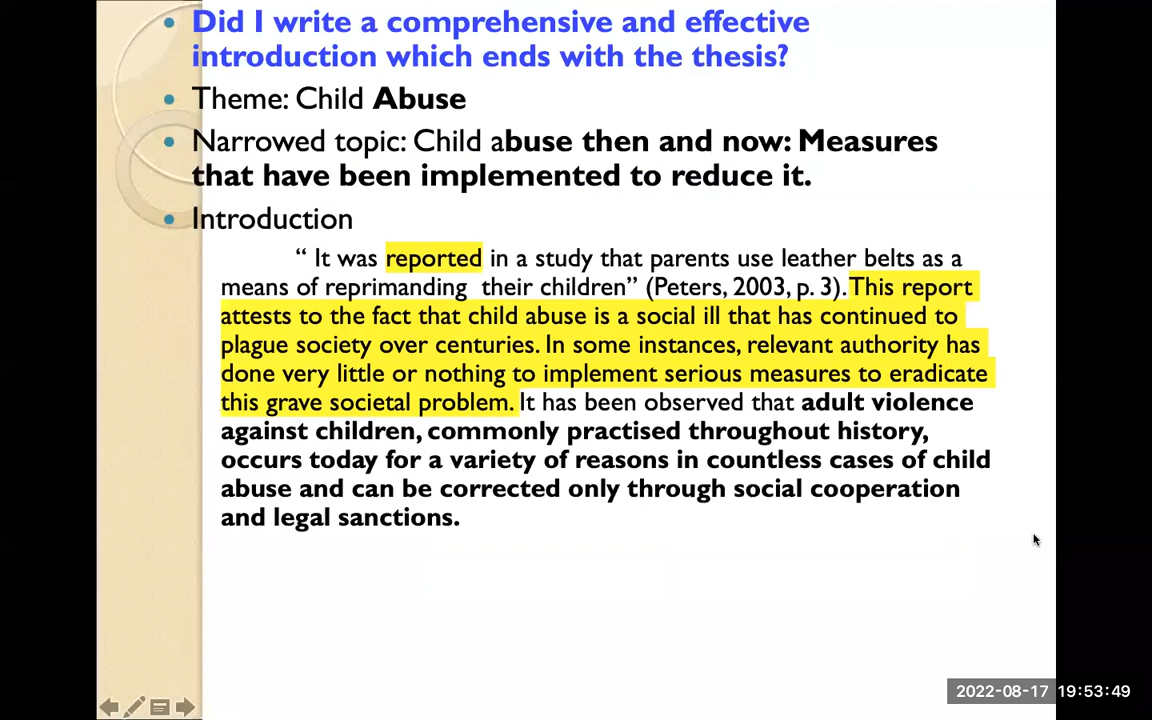 Did I write a comprehensive and effective
introduction which ends with the thesis?
Theme: Child Abuse
Narrowed topic: Child abuse then and now: Measures
that have been implemented to reduce it.
Introduction
“ It was reported in a study that parents use leather belts as a
means of reprimanding their children” (Peters, 2003, p. 3).This report
attests to the fact that child abuse is a social ill that has continued to
plague society over centuries. In some instances, relevant authority has
done very little or nothing to implement serious measures to eradicate
this grave societal problem. It has been observed that adult violence
against children, commonly practised throughout history,
occurs today for a variety of reasons in countless cases of child
abuse and can be corrected only through social cooperation
and legal sanctions.
2022-08-17 19:53:49